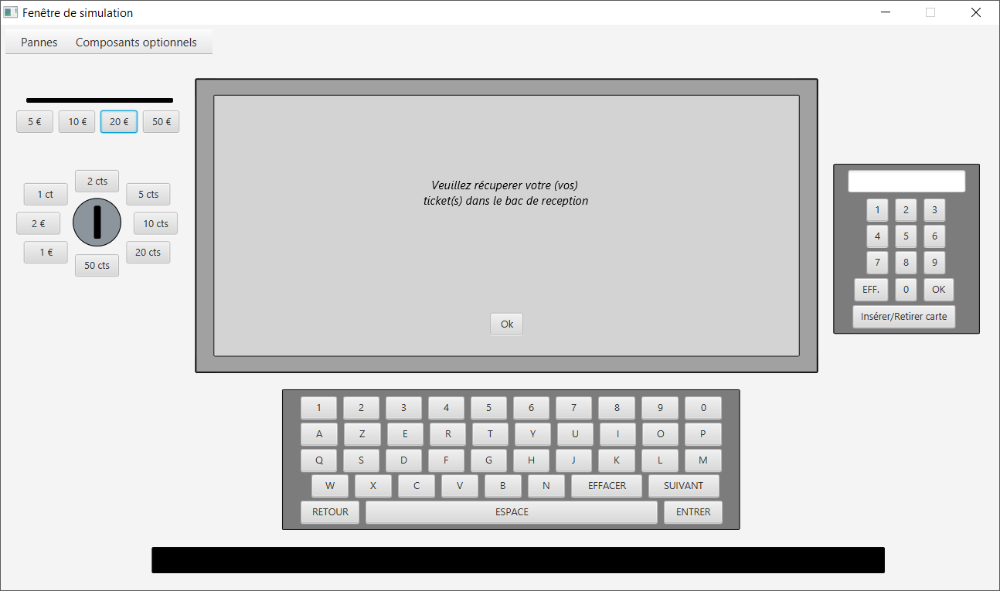 Fenêtre de simulation
Pannes Composants optionnels
5 € 10 € 20 € 50 €
2 cts
1 ct 5 cts
2 € 10 cts
1 € 20 cts
50 cts
Veuillez récuperer votre (vos)
ticket(s) dans le bac de reception
Ok
1 2 3
4 5 6
7 8 9
EFF. 0 OK
Insérer/Retirer carte
1 2 3 4 5 6 7 8 9 0
A Z E R T Y U I O P
Q S D F G H J K L M
W X C V B N EFFACER SUIVANT
RETOUR ESPACE ENTRER